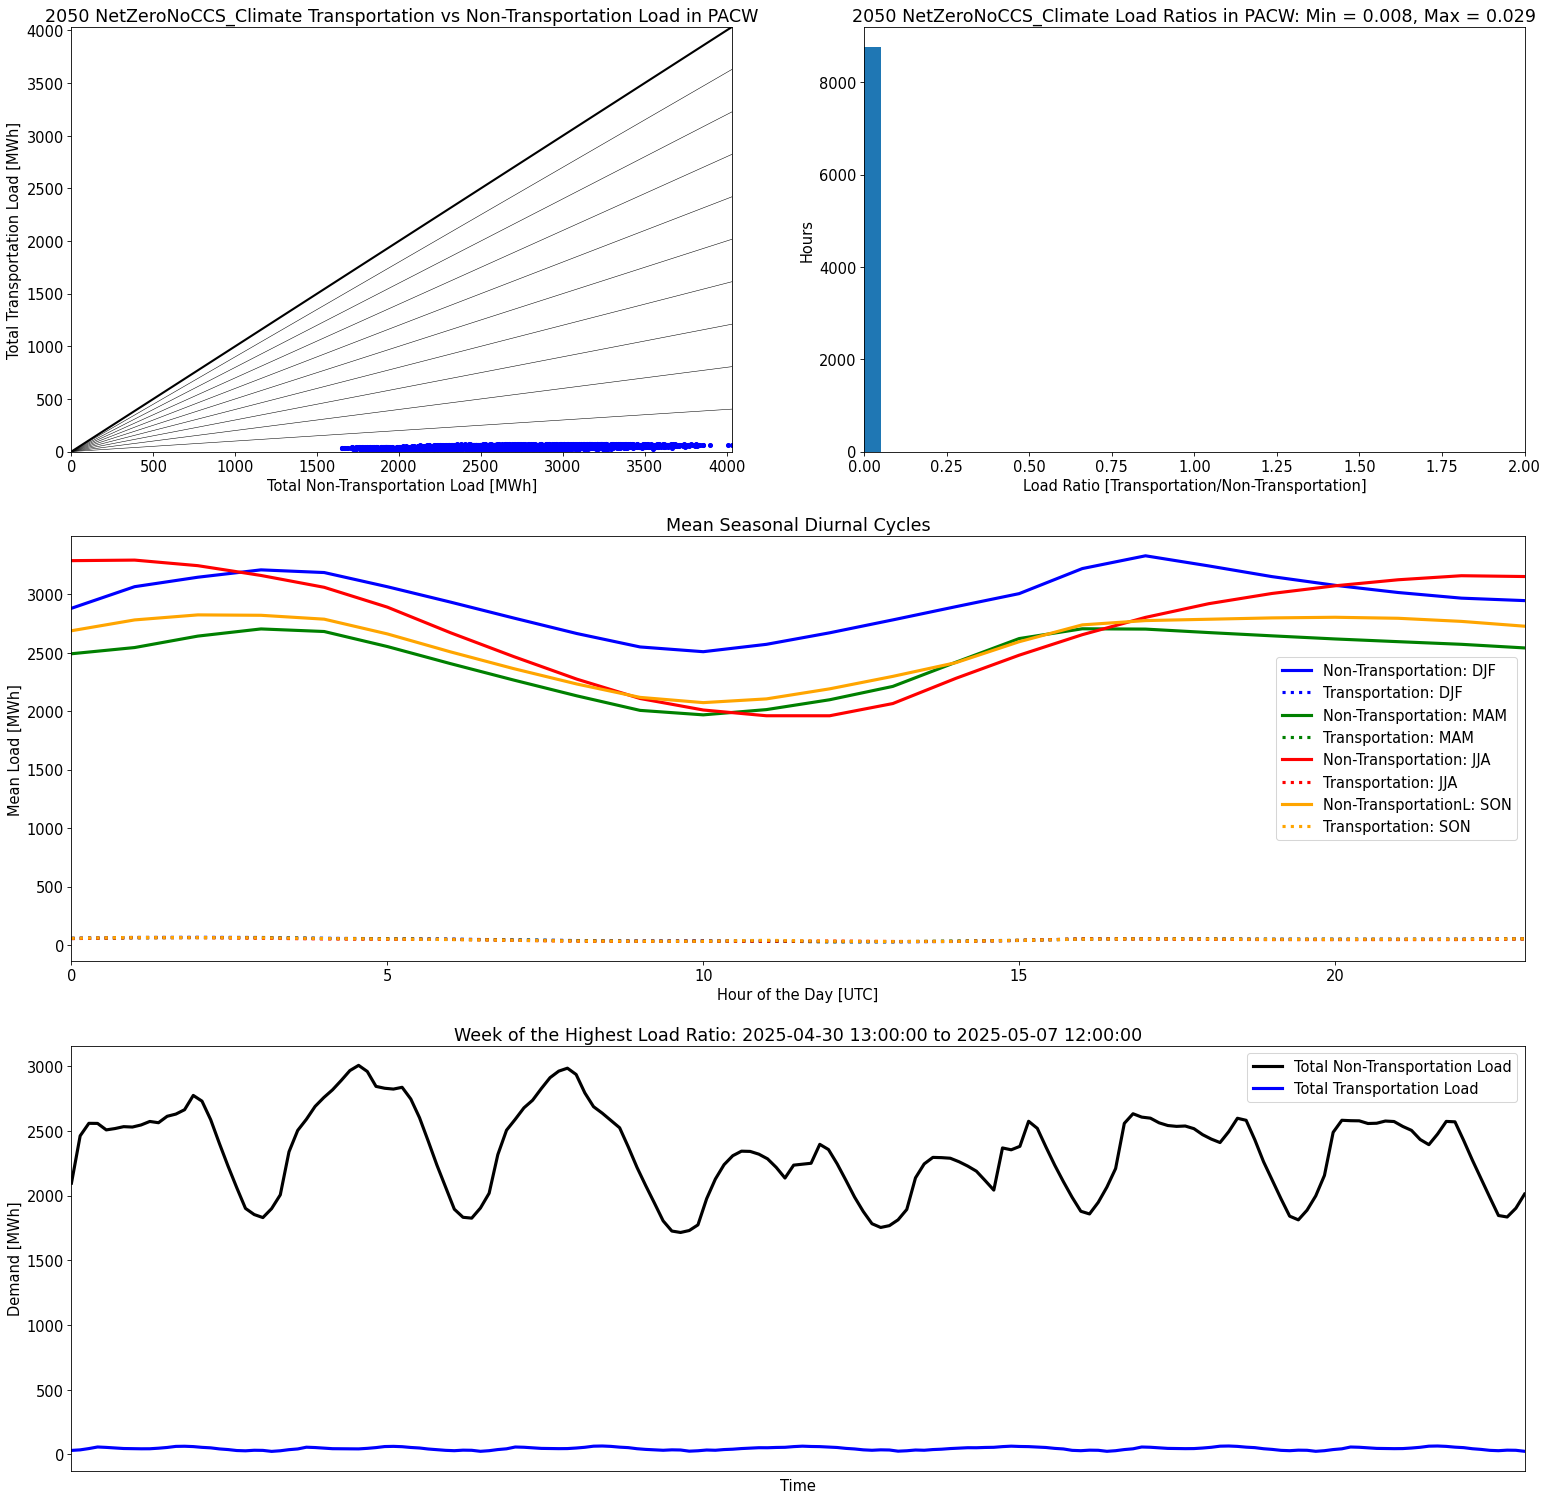 2050 NetZeroNoCCS_Climate Transportation vs Non-Transportation Load in PACW
4000
3500
3000
2500
2000
1500
1000
500
0
Total Transportation Load [MWh]
0 500 1000 1500 2000 2500 3000 3500 4000
Total Non-Transportation Load [MWh]
2050 NetZeroNoCCS_Climate Load Ratios in PACW: Min = 0.008, Max = 0.029
8000
6000
4000
2000
0
Hours
0.00 0.25 0.50 0.75 1.00 1.25 1.50 1.75 2.00
Load Ratio [Transportation/Non-Transportation]
Mean Seasonal Diurnal Cycles
3000
2500
2000
1500
1000
500
0
Mean Load [MWh]
Non-Transportation: DJF
Transportation: DJF
Non-Transportation: MAM
Transportation: MAM
Non-Transportation: JJA
Transportation: JJA
Non-TransportationL: SON
Transportation: SON
0 5 10 15 20
Hour of the Day [UTC]
Week of the Highest Load Ratio: 2025-04-30 13:00:00 to 2025-05-07 12:00:00
3000
2500
2000
1500
1000
500
0
Demand [MWh]
Total Non-Transportation Load
Total Transportation Load
Time